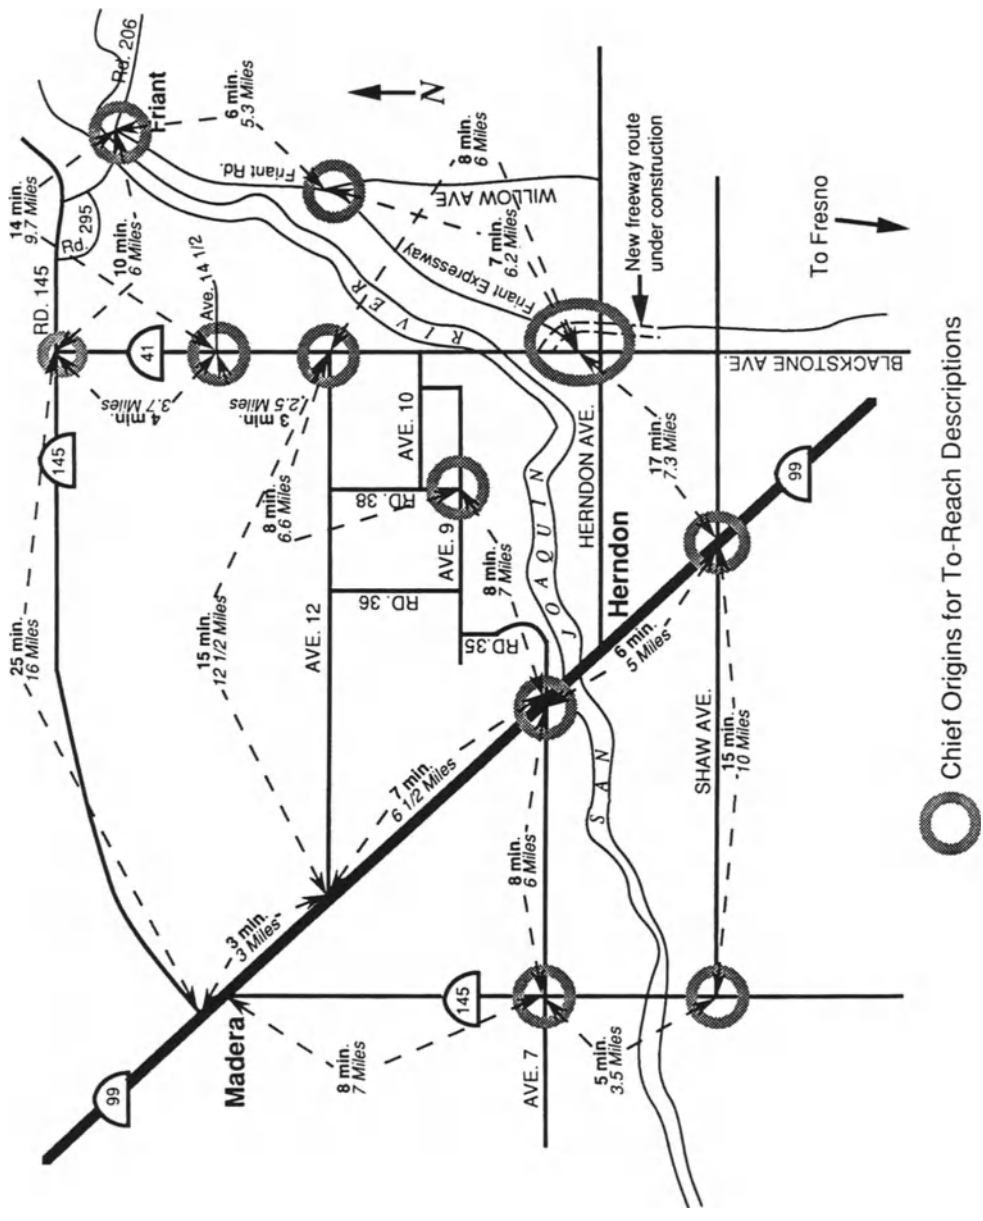 Rd. 206
Friant
6 min.
5.3 Miles
N
Friant Rd.
WILLOW AVE
8 min.
6 Miles
14 min.
9.7 Miles
Rd. 295
10 min.
6 Miles
RD. 145
Ave. 14 1/2
41
4 min.
3.7 Miles
3 min.
2.5 Miles
Friant Expressway
7 min.
6.2 Miles
New freeway route
under construction
To Fresno
BLACKSTONE AVE.
145
8 min.
6.6 Miles
AVE. 10
RD. 38
AVE. 9
RD. 36
RD.35
AVE. 12
SAN JOAQUIN RIVER
HERNDON AVE.
17 min.
7.3 Miles
99
Herndon
8 min.
7 Miles
25 min.
16 Miles
15 min.
12 1/2 Miles
7 min.
6 1/2 Miles
6 min.
5 Miles
SHAW AVE.
15 min.
10 Miles
8 min.
6 Miles
3 min.
3 Miles
Madera
145
99
8 min.
7 Miles
AVE. 7
5 min.
3.5 Miles
Chief Origins for To-Reach Descriptions